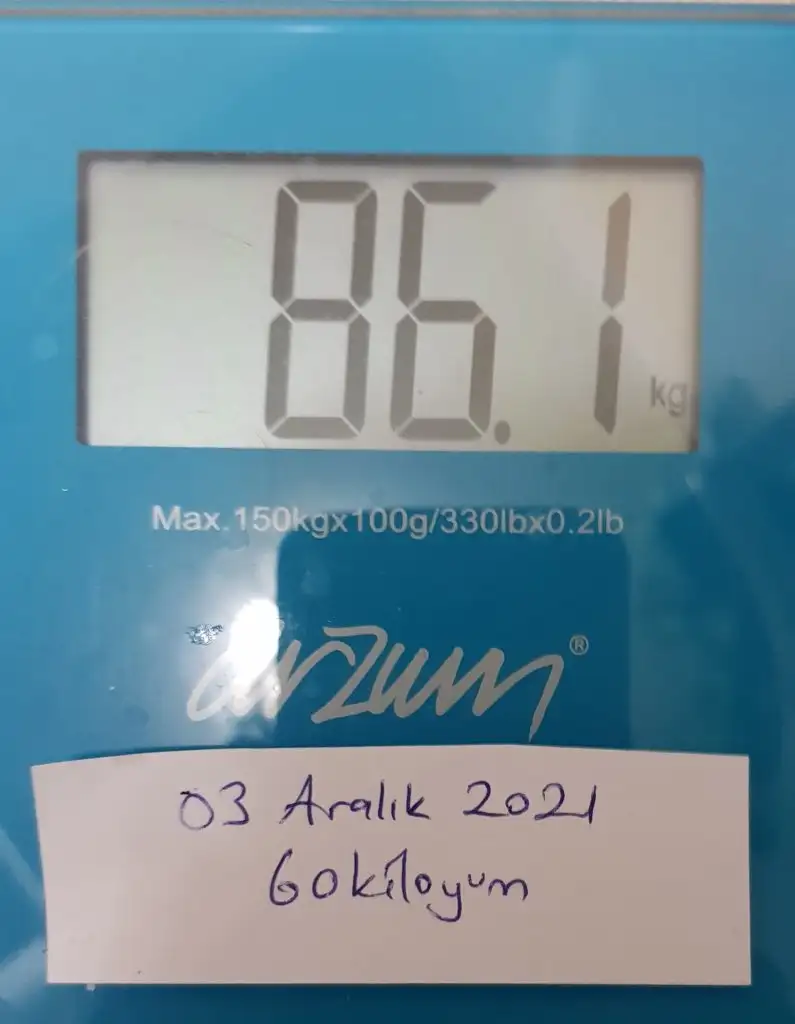 86.1 kg
Max.150kgx100g/330lbx0.2lb
arzum®
03 Aralık 2021
60kiloyum